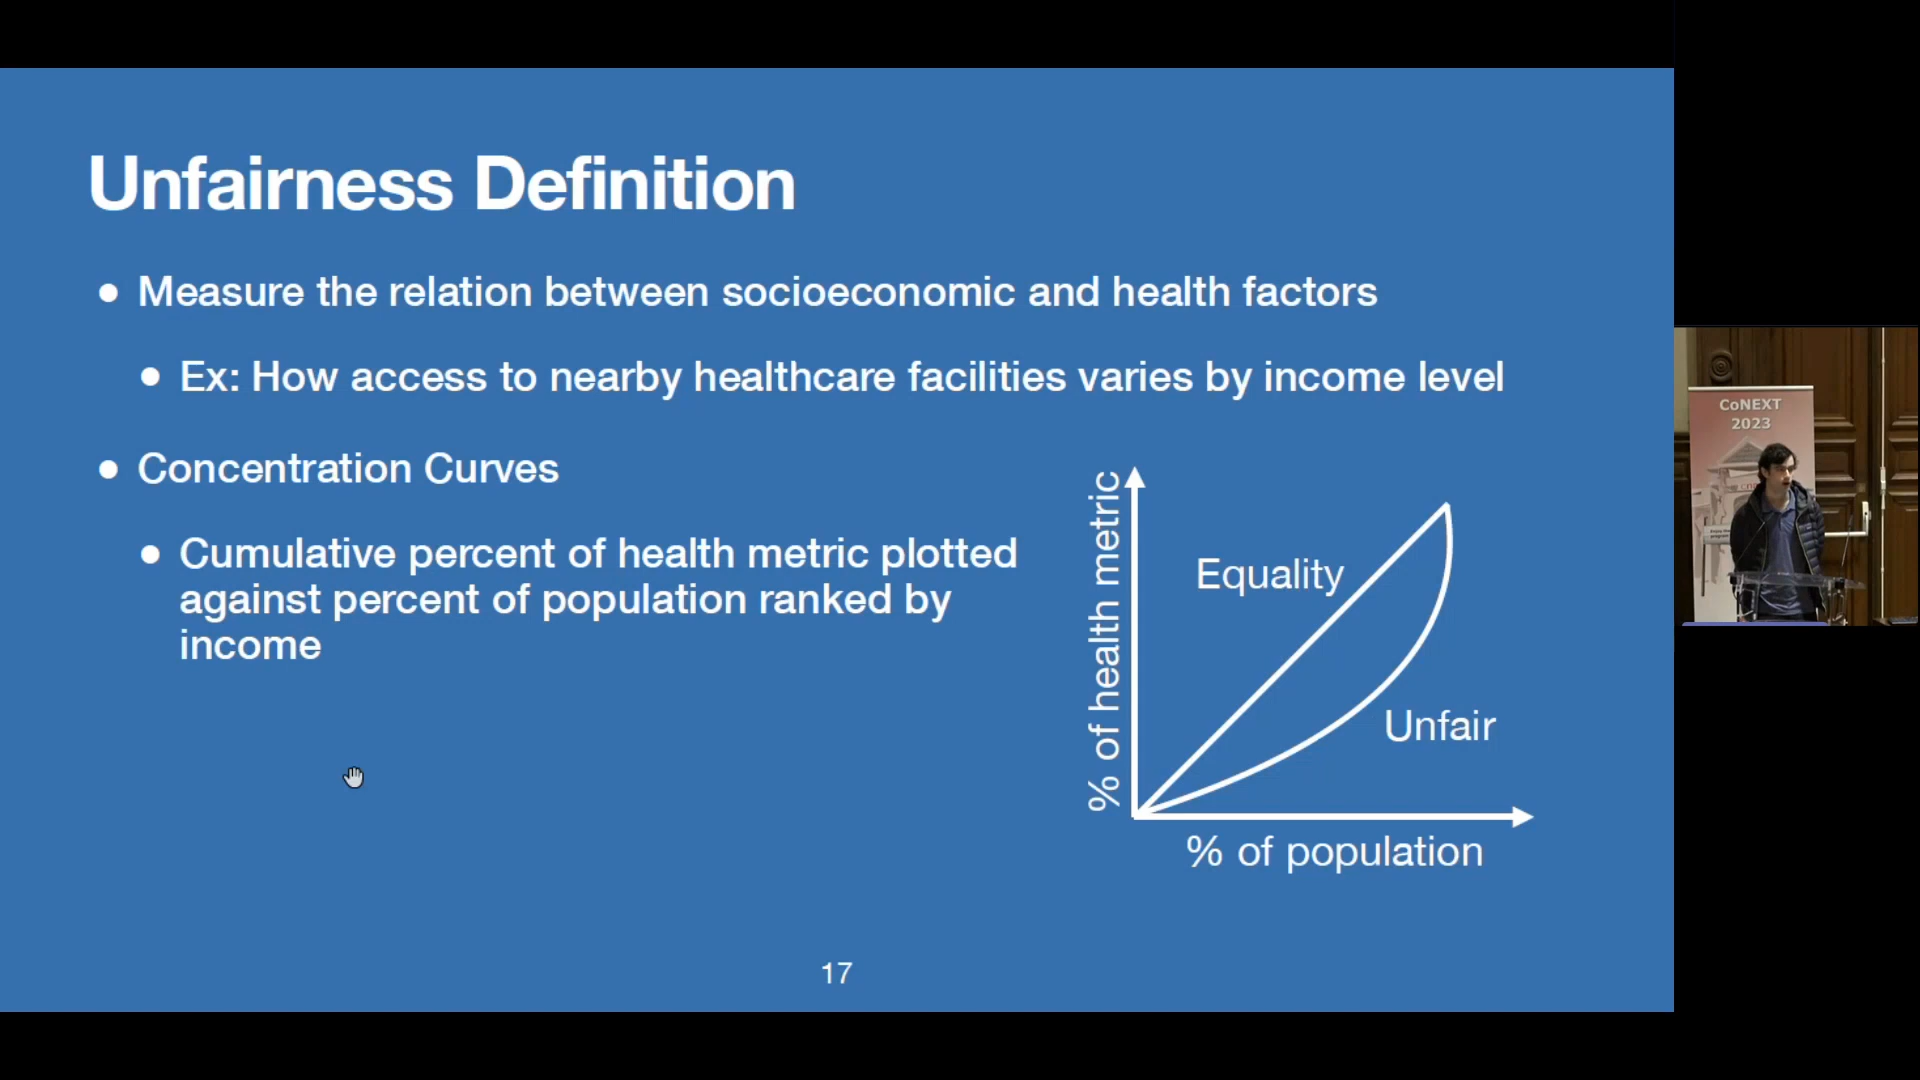 Unfairness Definition
• Measure the relation between socioeconomic and health factors
• Ex: How access to nearby healthcare facilities varies by income level
• Concentration Curves
• Cumulative percent of health metric plotted
against percent of population ranked by
income
% of health metric
Equality
Unfair
% of population
17
CoNEXT
2023